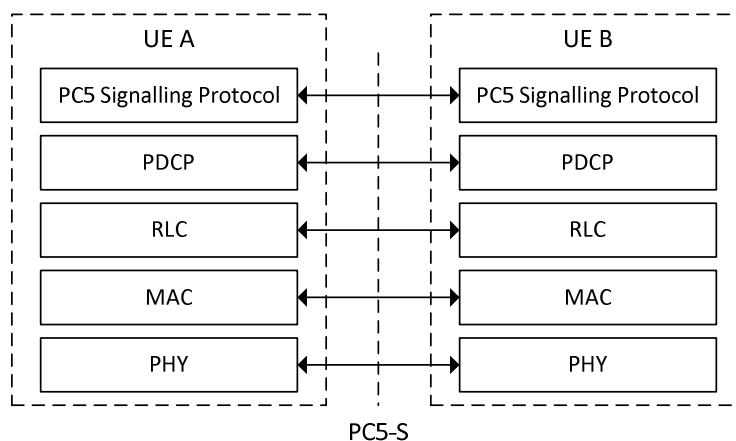 UE A
UE B
PC5 Signalling Protocol
PC5 Signalling Protocol
PDCP
PDCP
RLC
RLC
MAC
MAC
PHY
PHY
PC5-S